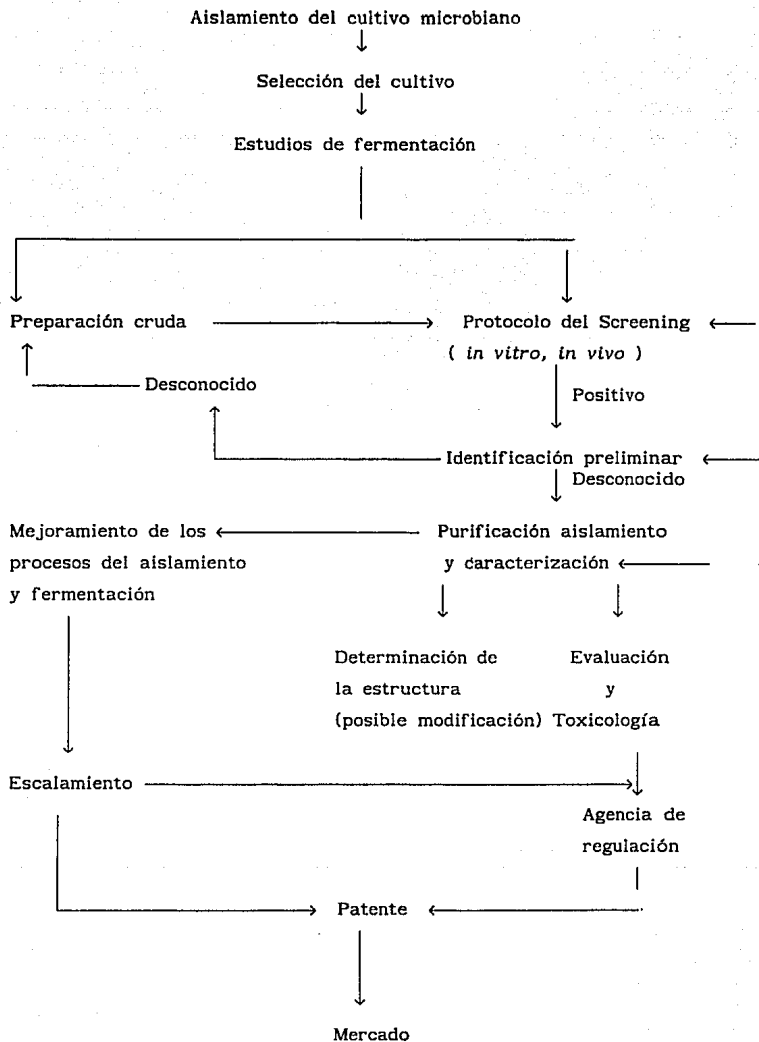 Aislamiento del cultivo microbiano
Selección del cultivo
Estudios de fermentación
Preparación cruda
Protocolo del Screening
( in vitro, in vivo )
Desconocido
Positivo
Identificación preliminar
Desconocido
Mejoramiento de los
procesos del aislamiento
y fermentación
Purificación aislamiento
y caracterización
Determinación de
la estructura
(posible modificación)
Evaluación
y
Toxicología
Escalamiento
Agencia de
regulación
Patente
Mercado